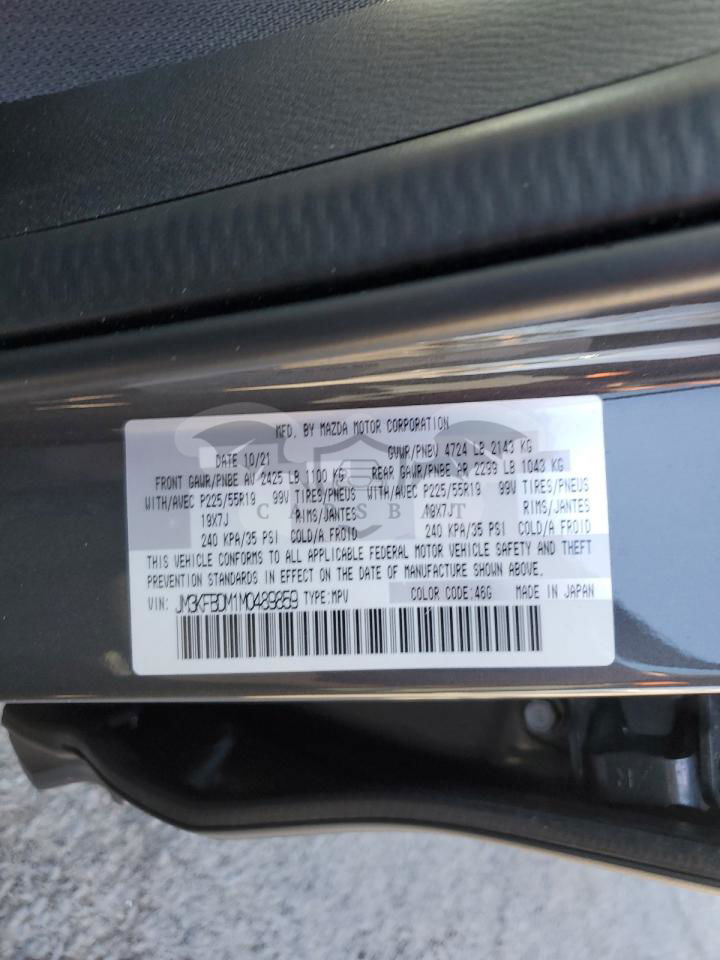 MFD. BY MAZDA MOTOR CORPORATION
DATE 10/21 GVWR/PNBV 4724 LB 2143 KG
FRONT GAWR/PNBE AV 2425 LB 1100 KG REAR GAWR/PNBE AR 2299 LB 1043 KG
WITH/AVEC P225/55R19 99V TIRES/PNEUS WITH/AVEC P225/55R19 99V TIRES/PNEUS
19X7J RIMS/JANTES 19X7J RIMS/JANTES
240 KPA/35 PSI COLD/A FROID 240 KPA/35 PSI COLD/A FROID
THIS VEHICLE CONFORMS TO ALL APPLICABLE FEDERAL MOTOR VEHICLE SAFETY AND THEFT
PREVENTION STANDARDS IN EFFECT ON THE DATE OF MANUFACTURE SHOWN ABOVE.
VIN: JM3KFBDM1M0489859 TYPE:MPV COLOR CODE:46G MADE IN JAPAN
CARSBIT